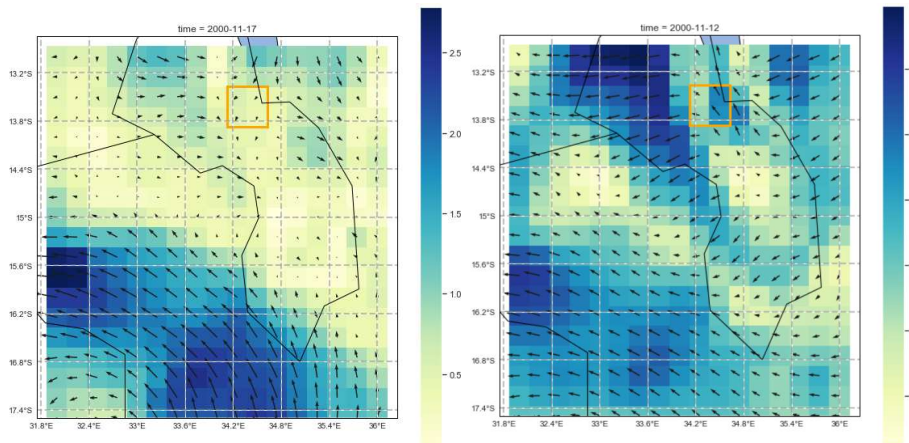 time = 2000-11-17
13.2°S
13.8°S
14.4°S
15°S
15.6°S
16.2°S
16.8°S
17.4°S
31.8°E
32.4°E
33°E
33.6°E
34.2°E
34.8°E
35.4°E
36°E
2.5
2.0
1.5
1.0
0.5
time = 2000-11-12
13.2°S
13.8°S
14.4°S
15°S
15.6°S
16.2°S
16.8°S
17.4°S
31.8°E
32.4°E
33°E
33.6°E
34.2°E
34.8°E
35.4°E
36°E